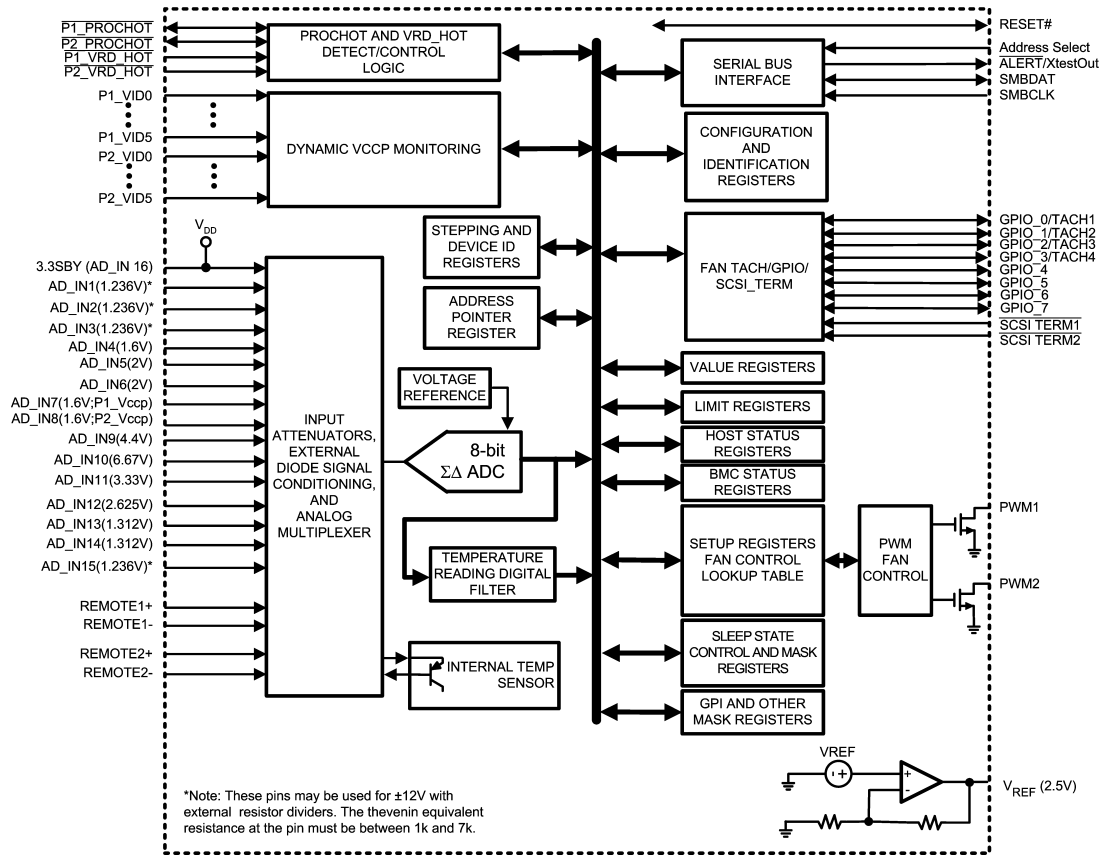 P1_PROCHOT
P2_PROCHOT
P1_VRD_HOT
P2_VRD_HOT
P1_VID0
P1_VID5
P2_VID0
P2_VID5
PROCHOT AND VRD_HOT
DETECT/CONTROL
LOGIC
DYNAMIC VCCP MONITORING
RESET#
Address Select
ALERT/XtestOut
SMBDAT
SMBCLK
SERIAL BUS
INTERFACE
CONFIGURATION
AND
IDENTIFICATION
REGISTERS
STEPPING AND
DEVICE ID
REGISTERS
ADDRESS
POINTER
REGISTER
FAN TACH/GPIO/
SCSI_TERM
GPIO_0/TACH1
GPIO_1/TACH2
GPIO_2/TACH3
GPIO_3/TACH4
GPIO_4
GPIO_5
GPIO_6
GPIO_7
SCSI TERM1
SCSI TERM2
VDD
3.3SBY (AD_IN 16)
AD_IN1(1.236V)*
AD_IN2(1.236V)*
AD_IN3(1.236V)*
AD_IN4(1.6V)
AD_IN5(2V)
AD_IN6(2V)
AD_IN7(1.6V;P1_Vccp)
AD_IN8(1.6V;P2_Vccp)
AD_IN9(4.4V)
AD_IN10(6.67V)
AD_IN11(3.33V)
AD_IN12(2.625V)
AD_IN13(1.312V)
AD_IN14(1.312V)
AD_IN15(1.236V)*
REMOTE1+
REMOTE1-
REMOTE2+
REMOTE2-
INPUT
ATTENUATORS,
EXTERNAL
DIODE SIGNAL
CONDITIONING,
AND
ANALOG
MULTIPLEXER
VOLTAGE
REFERENCE
8-bit
ΣΔ ADC
TEMPERATURE
READING DIGITAL
FILTER
INTERNAL TEMP
SENSOR
VALUE REGISTERS
LIMIT REGISTERS
HOST STATUS
REGISTERS
BMC STATUS
REGISTERS
SETUP REGISTERS
FAN CONTROL
LOOKUP TABLE
PWM
FAN
CONTROL
PWM1
PWM2
SLEEP STATE
CONTROL AND MASK
REGISTERS
GPI AND OTHER
MASK REGISTERS
VREF
- +
+
-
VREF (2.5V)
*Note: These pins may be used for ±12V with
external resistor dividers. The thevenin equivalent
resistance at the pin must be between 1k and 7k.